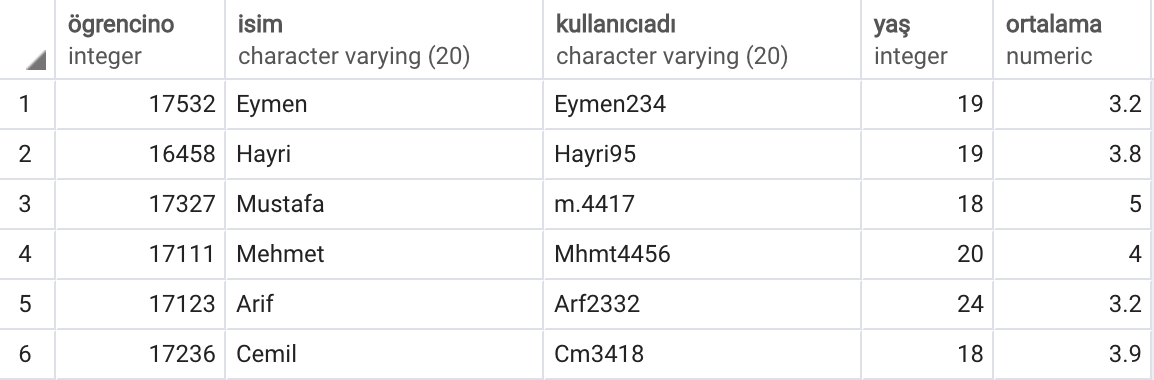 ögrencino isim kullanıcıadı yaş ortalama
integer character varying (20) character varying (20) integer numeric
1 17532 Eymen Eymen234 19 3.2
2 16458 Hayri Hayri95 19 3.8
3 17327 Mustafa m.4417 18 5
4 17111 Mehmet Mhmt4456 20 4
5 17123 Arif Arf2332 24 3.2
6 17236 Cemil Cm3418 18 3.9